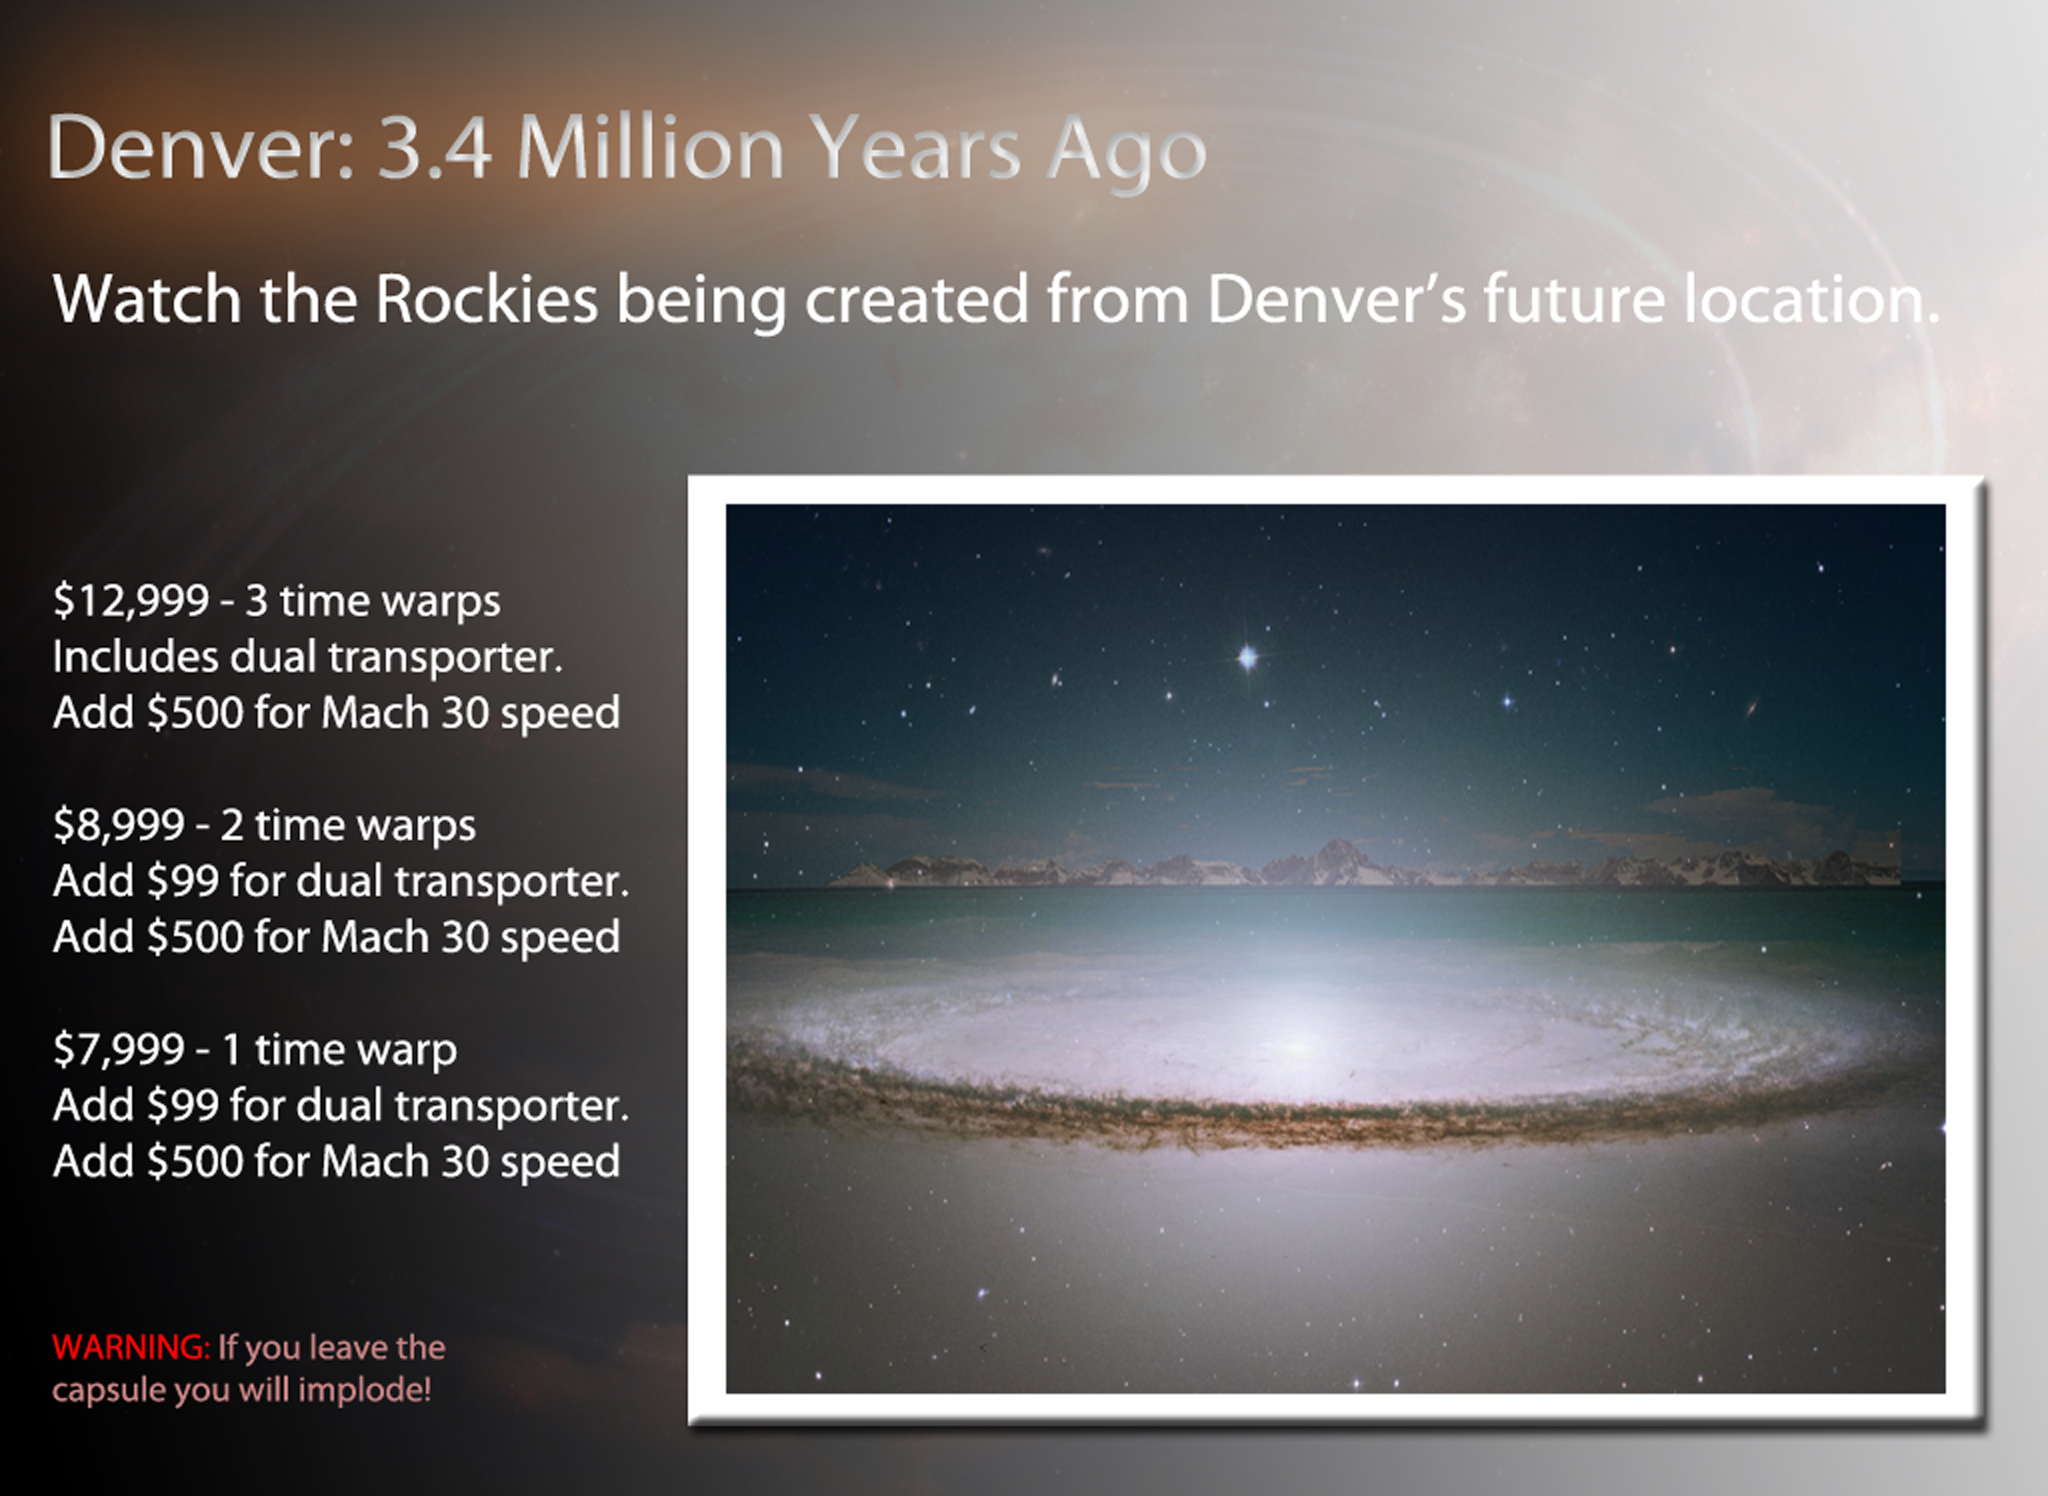 Denver: 3.4 Million Years Ago
Watch the Rockies being created from Denver’s future location.
$12,999 - 3 time warps
Includes dual transporter.
Add $500 for Mach 30 speed
$8,999 - 2 time warps
Add $99 for dual transporter.
Add $500 for Mach 30 speed
$7,999 - 1 time warp
Add $99 for dual transporter.
Add $500 for Mach 30 speed
WARNING: If you leave the
capsule you will implode!